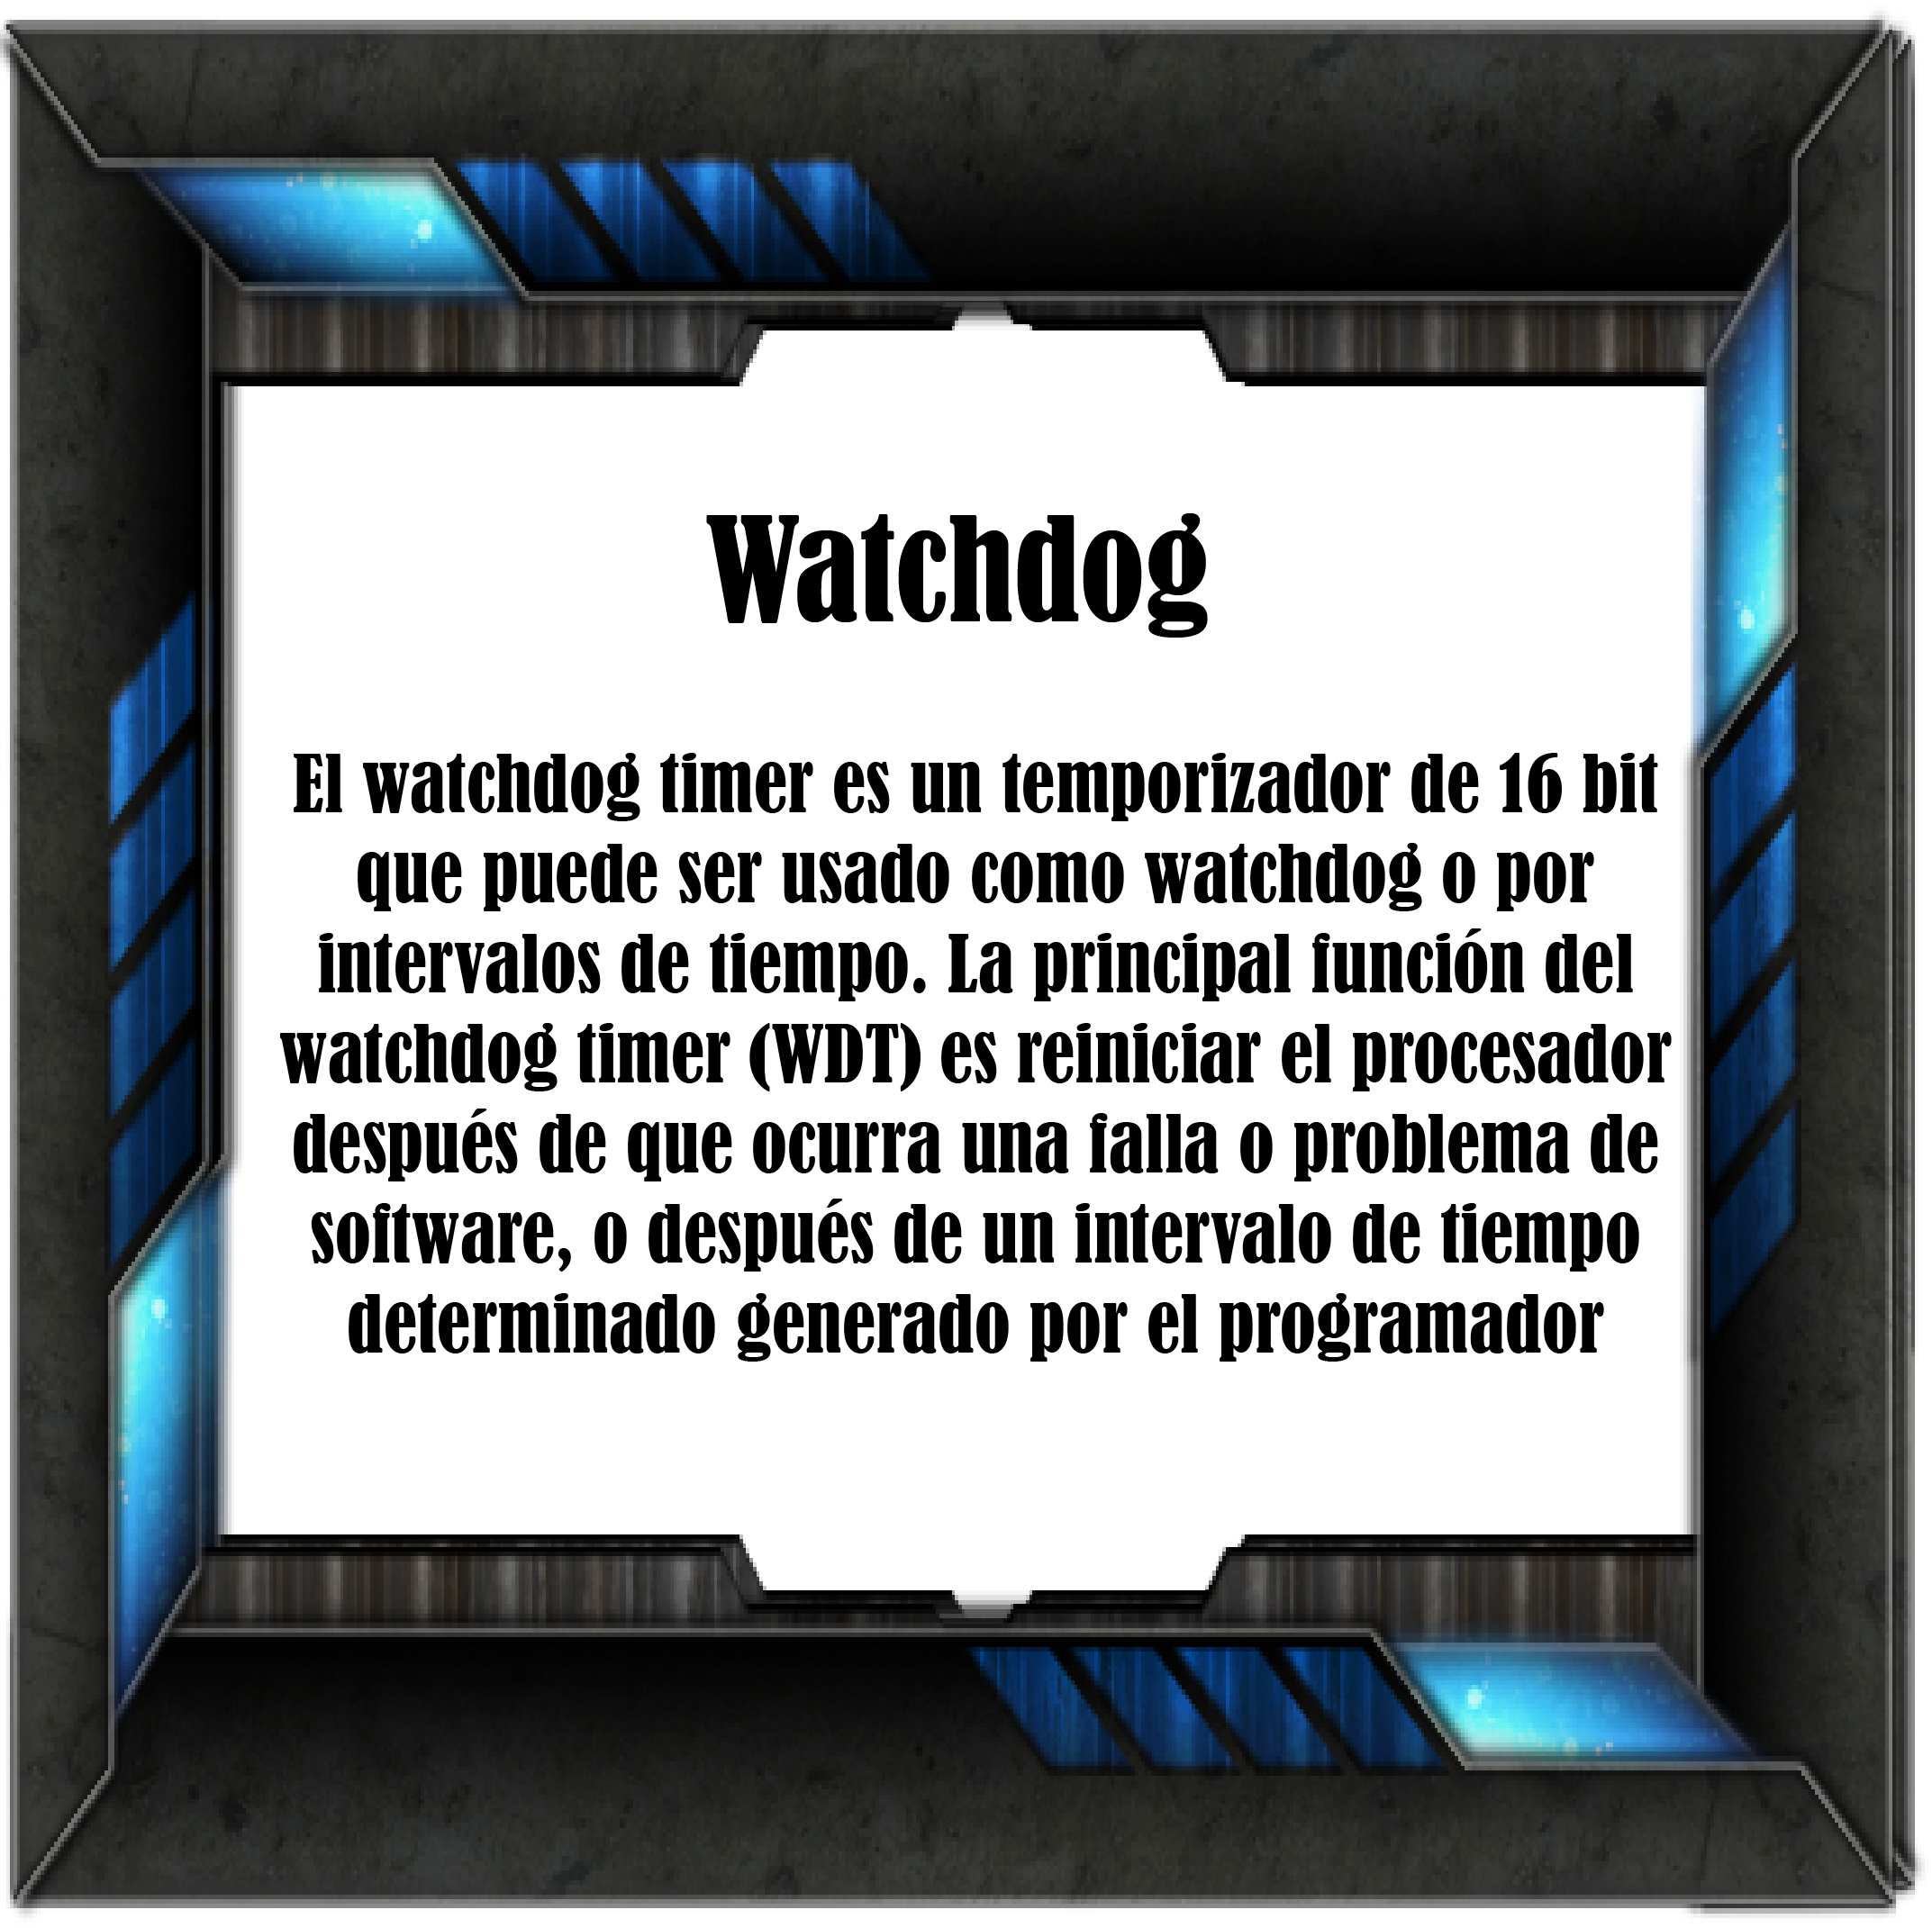 Watchdog
El watchdog timer es un temporizador de 16 bit
que puede ser usado como watchdog o por
intervalos de tiempo. La principal función del
watchdog timer (WDT) es reiniciar el procesador
después de que ocurra una falla o problema de
software, o después de un intervalo de tiempo
determinado generado por el programador